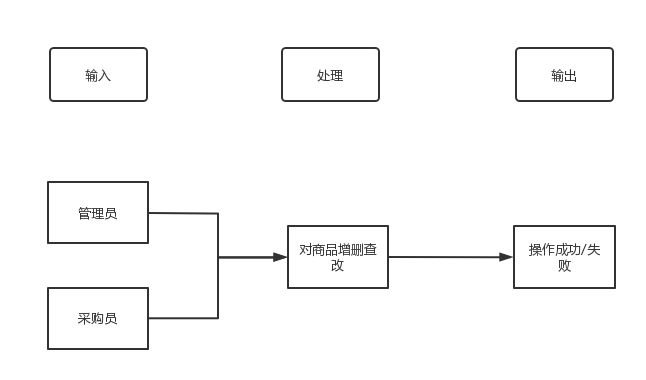 输入
处理
输出
管理员
采购员
对商品增删查
改
操作成功/失
败